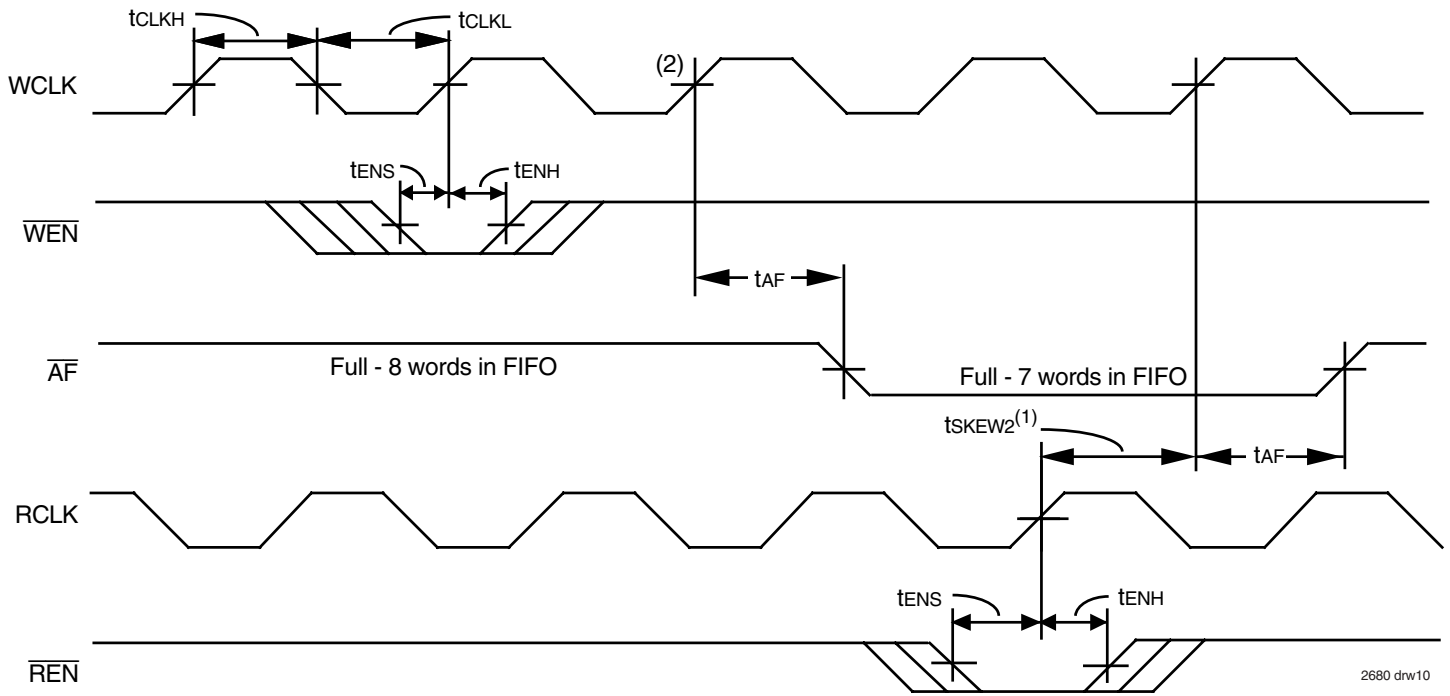 tCLKH
tCLKL
(2)
WCLK
tENS
tENH
WEN
tAF
AF
Full - 8 words in FIFO
Full - 7 words in FIFO
tSKEW2(1)
tAF
RCLK
tENS
tENH
REN
2680 drw10